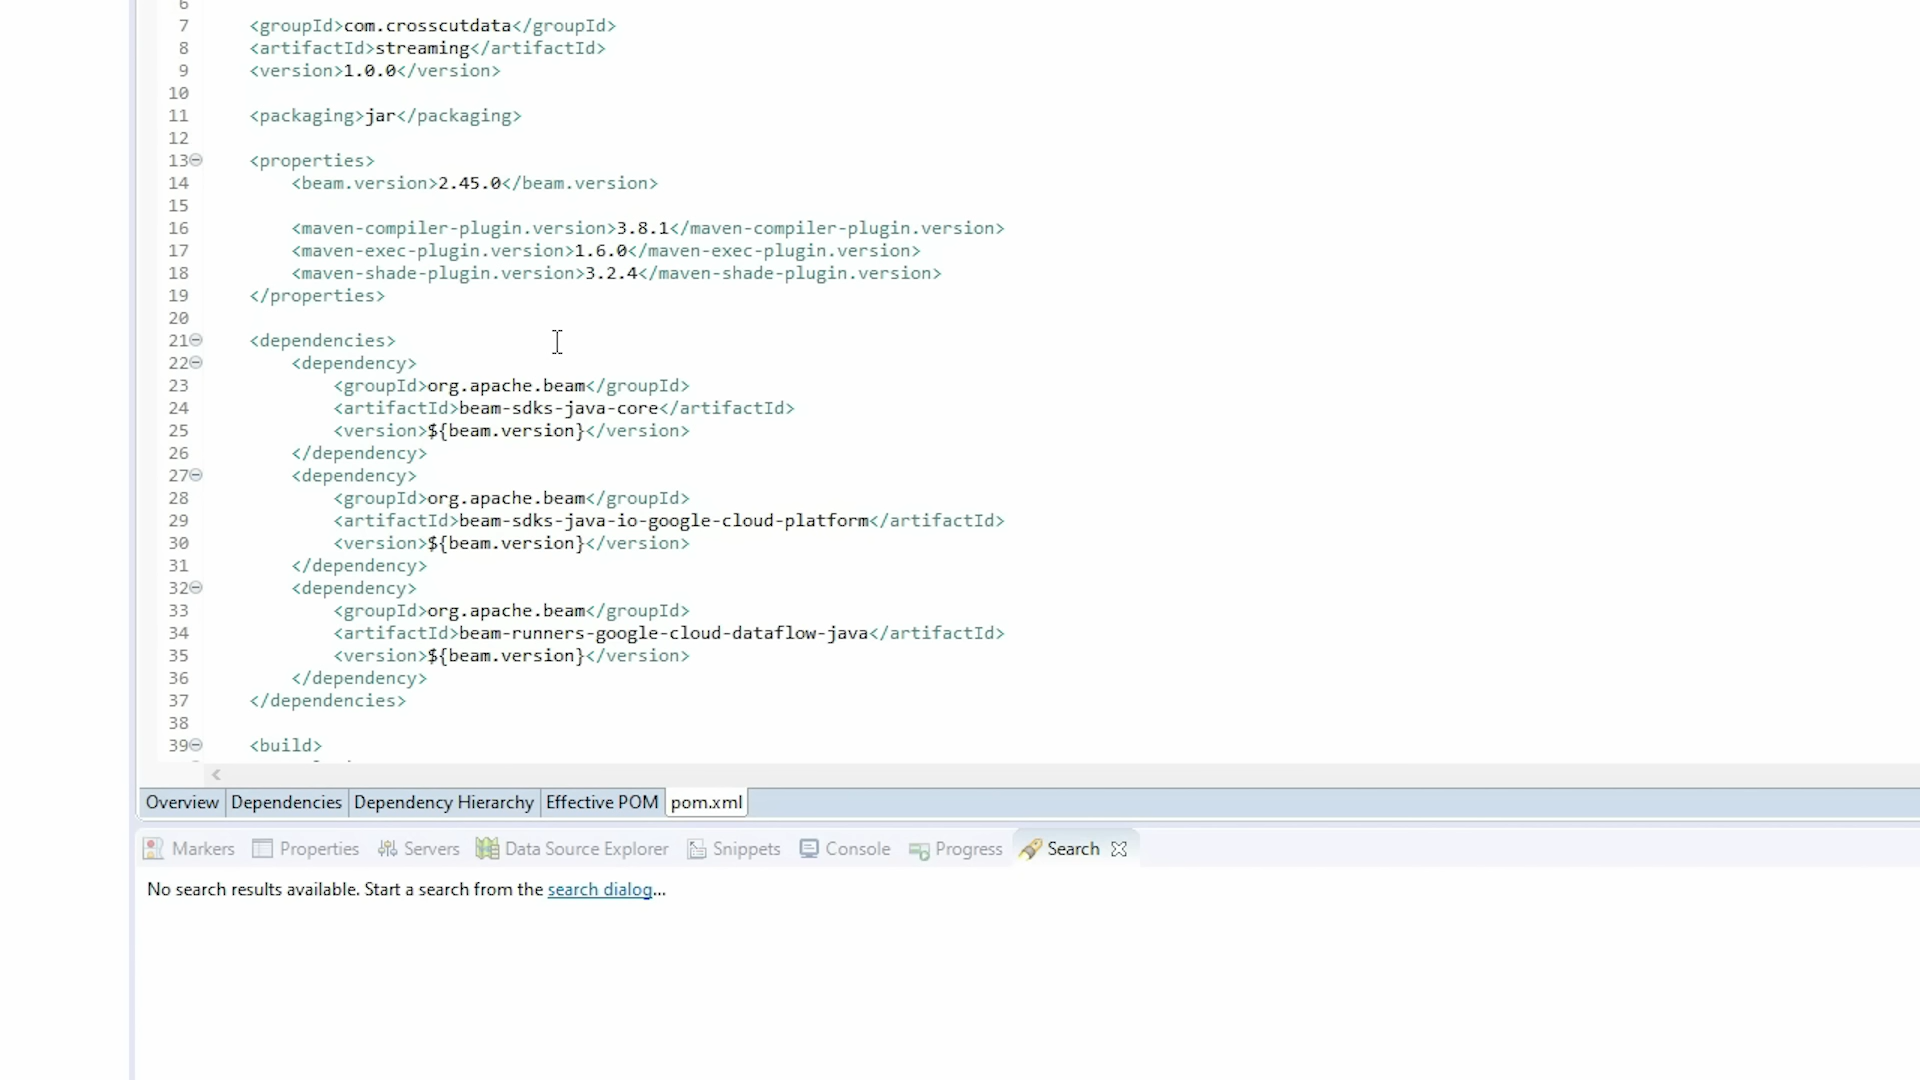 6
7 <groupId>com.crosscutdata</groupId>
8 <artifactId>streaming</artifactId>
9 <version>1.0.0</version>
10
11 <packaging>jar</packaging>
12
13 <properties>
14 <beam.version>2.45.0</beam.version>
15
16 <maven-compiler-plugin.version>3.8.1</maven-compiler-plugin.version>
17 <maven-exec-plugin.version>1.6.0</maven-exec-plugin.version>
18 <maven-shade-plugin.version>3.2.4</maven-shade-plugin.version>
19 </properties>
20
21 <dependencies>
22 <dependency>
23 <groupId>org.apache.beam</groupId>
24 <artifactId>beam-sdks-java-core</artifactId>
25 <version>${beam.version}</version>
26 </dependency>
27 <dependency>
28 <groupId>org.apache.beam</groupId>
29 <artifactId>beam-sdks-java-io-google-cloud-platform</artifactId>
30 <version>${beam.version}</version>
31 </dependency>
32 <dependency>
33 <groupId>org.apache.beam</groupId>
34 <artifactId>beam-runners-google-cloud-dataflow-java</artifactId>
35 <version>${beam.version}</version>
36 </dependency>
37 </dependencies>
38
39 <build>
Overview Dependencies Dependency Hierarchy Effective POM pom.xml
Markers Properties Servers Data Source Explorer Snippets Console Progress Search
No search results available. Start a search from the search dialog...